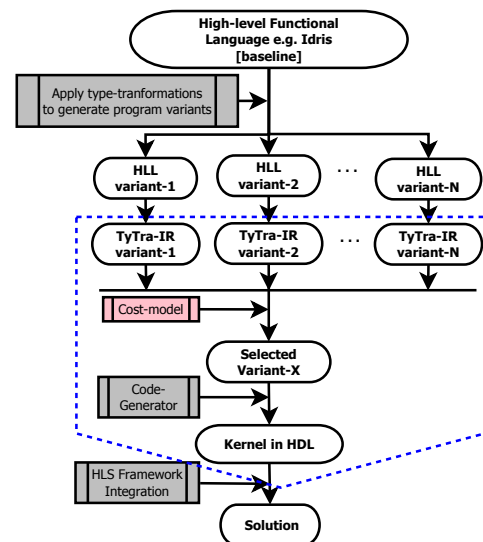 High-level Functional
Language e.g. Idris
[baseline]
Apply type-tranformations
to generate program variants
HLL
variant-1
HLL
variant-2
. . .
HLL
variant-N
TyTra-IR
variant-1
TyTra-IR
variant-2
. . .
TyTra-IR
variant-N
Cost-model
Selected
Variant-X
Code-
Generator
Kernel in HDL
HLS Framework
Integration
Solution